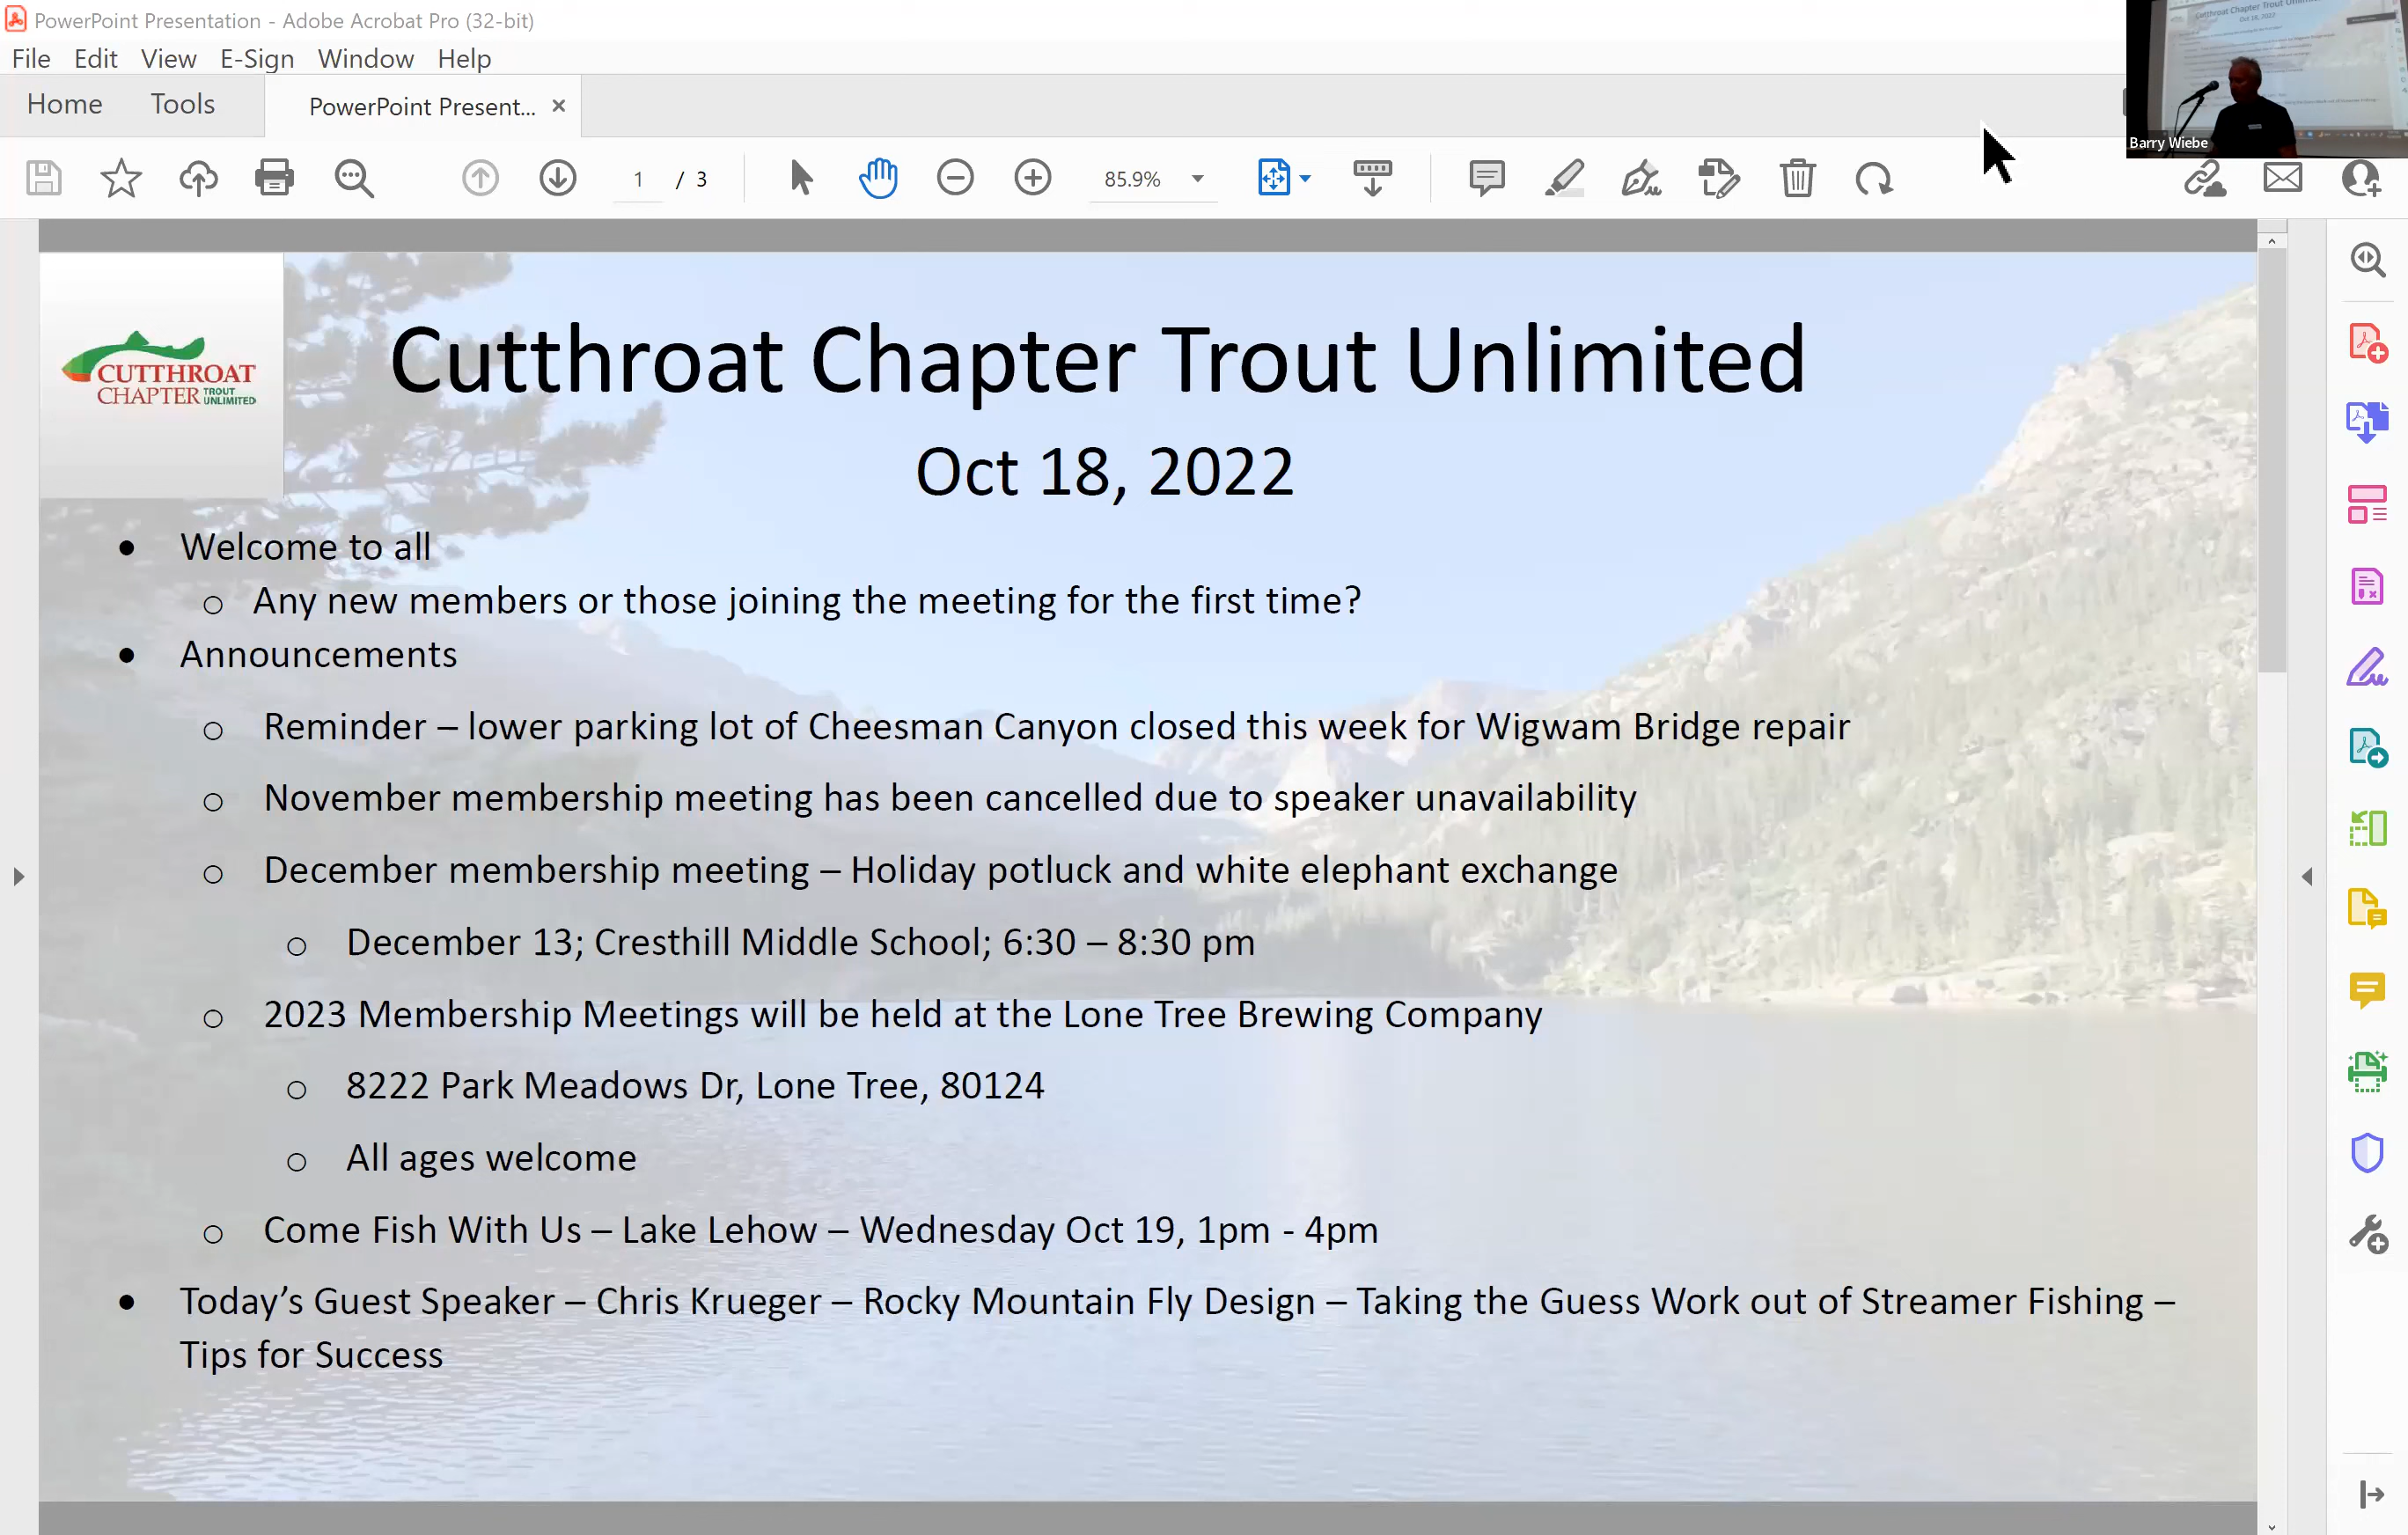 PowerPoint Presentation - Adobe Acrobat Pro (32-bit)
File Edit View E-Sign Window Help
Home Tools PowerPoint Present...
1 / 3 85.9%
Cutthroat Chapter Trout Unlimited
Oct 18, 2022
Barry Wiebe
CUTTHROAT
CHAPTER TROUT UNLIMITED
Cutthroat Chapter Trout Unlimited
Oct 18, 2022
• Welcome to all
o Any new members or those joining the meeting for the first time?
• Announcements
o Reminder – lower parking lot of Cheesman Canyon closed this week for Wigwam Bridge repair
o November membership meeting has been cancelled due to speaker unavailability
o December membership meeting – Holiday potluck and white elephant exchange
o December 13; Cresthill Middle School; 6:30 – 8:30 pm
o 2023 Membership Meetings will be held at the Lone Tree Brewing Company
o 8222 Park Meadows Dr, Lone Tree, 80124
o All ages welcome
o Come Fish With Us – Lake Lehow – Wednesday Oct 19, 1pm - 4pm
• Today’s Guest Speaker – Chris Krueger – Rocky Mountain Fly Design – Taking the Guess Work out of Streamer Fishing –
Tips for Success